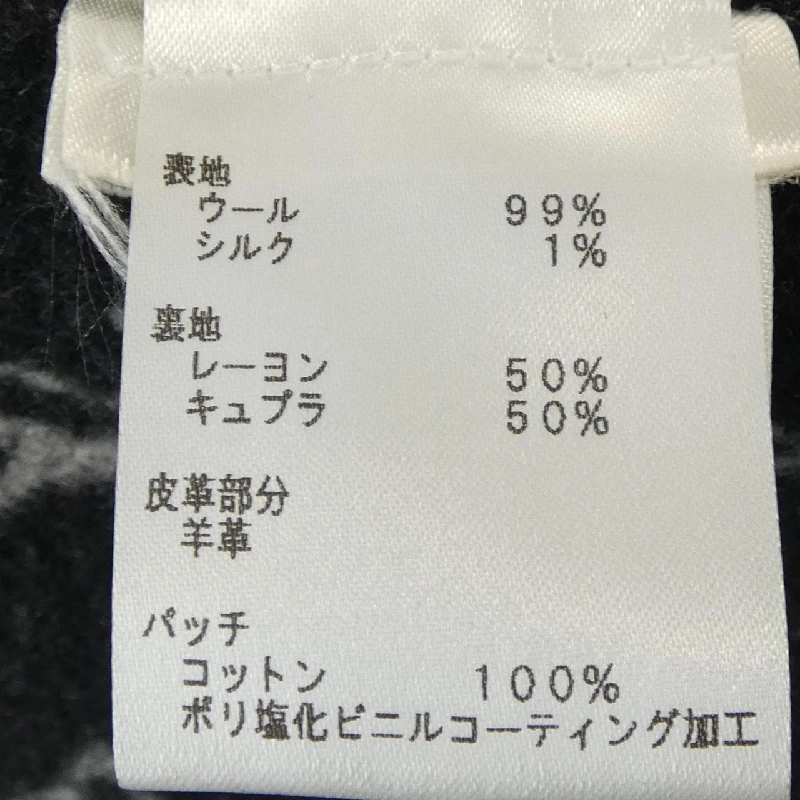 表地
ウール 99%
シルク 1%
裏地
レーヨン 50%
キュプラ 50%
皮革部分
羊革
パッチ
コットン 100%
ポリ塩化ビニルコーティング加工